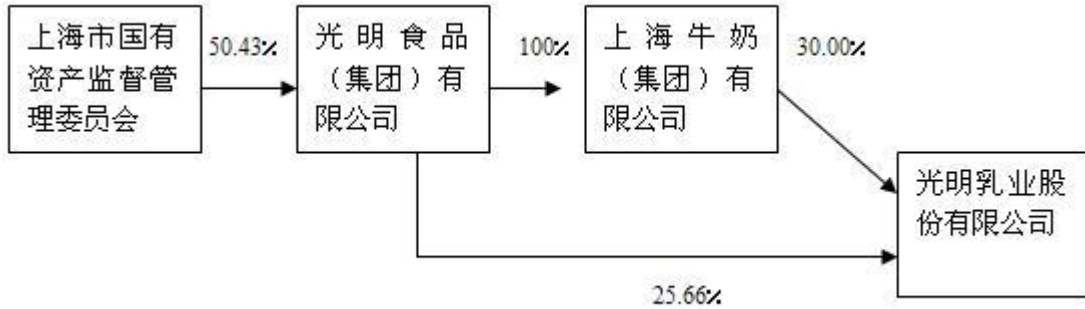 上海市国有
资产监督管
理委员会
50.43%
光明食品
（集团）有
限公司
100%
上海牛奶
（集团）有
限公司
30.00%
光明乳业股
份有限公司
25.66%